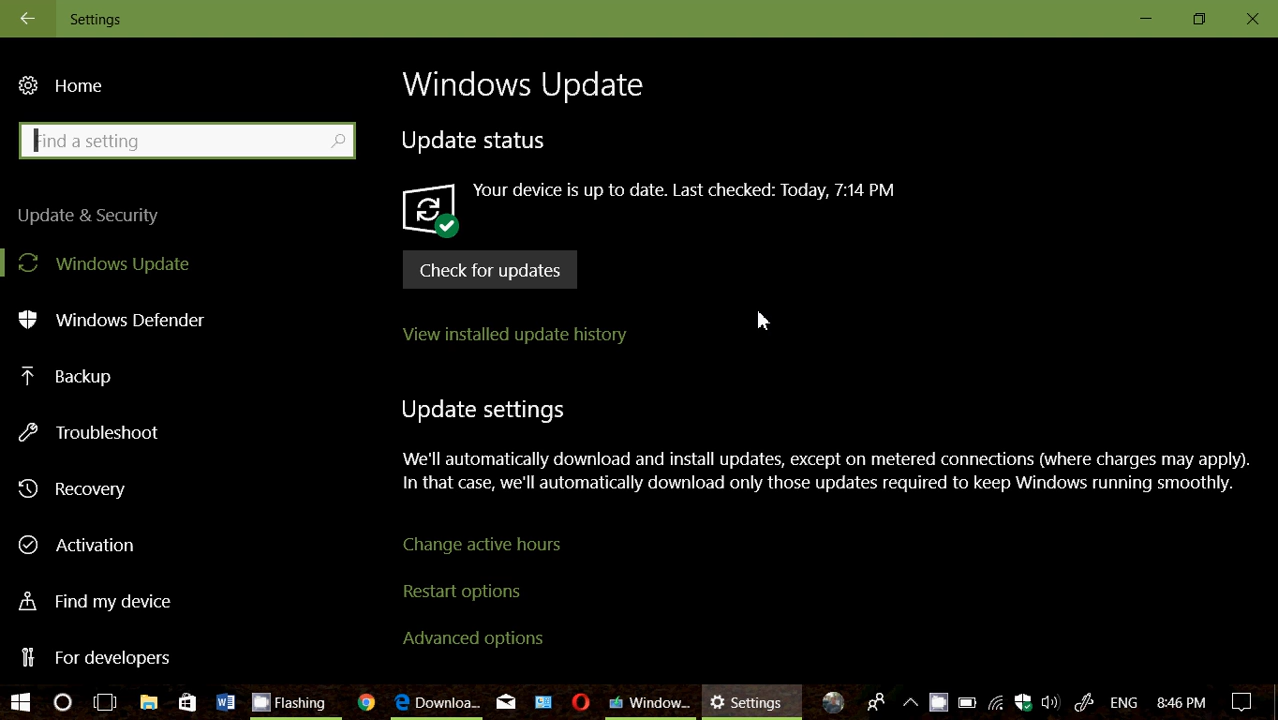 Settings
Home
Find a setting
Update & Security
Windows Update
Windows Defender
Backup
Troubleshoot
Recovery
Activation
Find my device
For developers
Windows Update
Update status
Your device is up to date. Last checked: Today, 7:14 PM
Check for updates
View installed update history
Update settings
We'll automatically download and install updates, except on metered connections (where charges may apply).
In that case, we'll automatically download only those updates required to keep Windows running smoothly.
Change active hours
Restart options
Advanced options
Flashing
Downloa...
Window...
Settings
ENG
8:46 PM